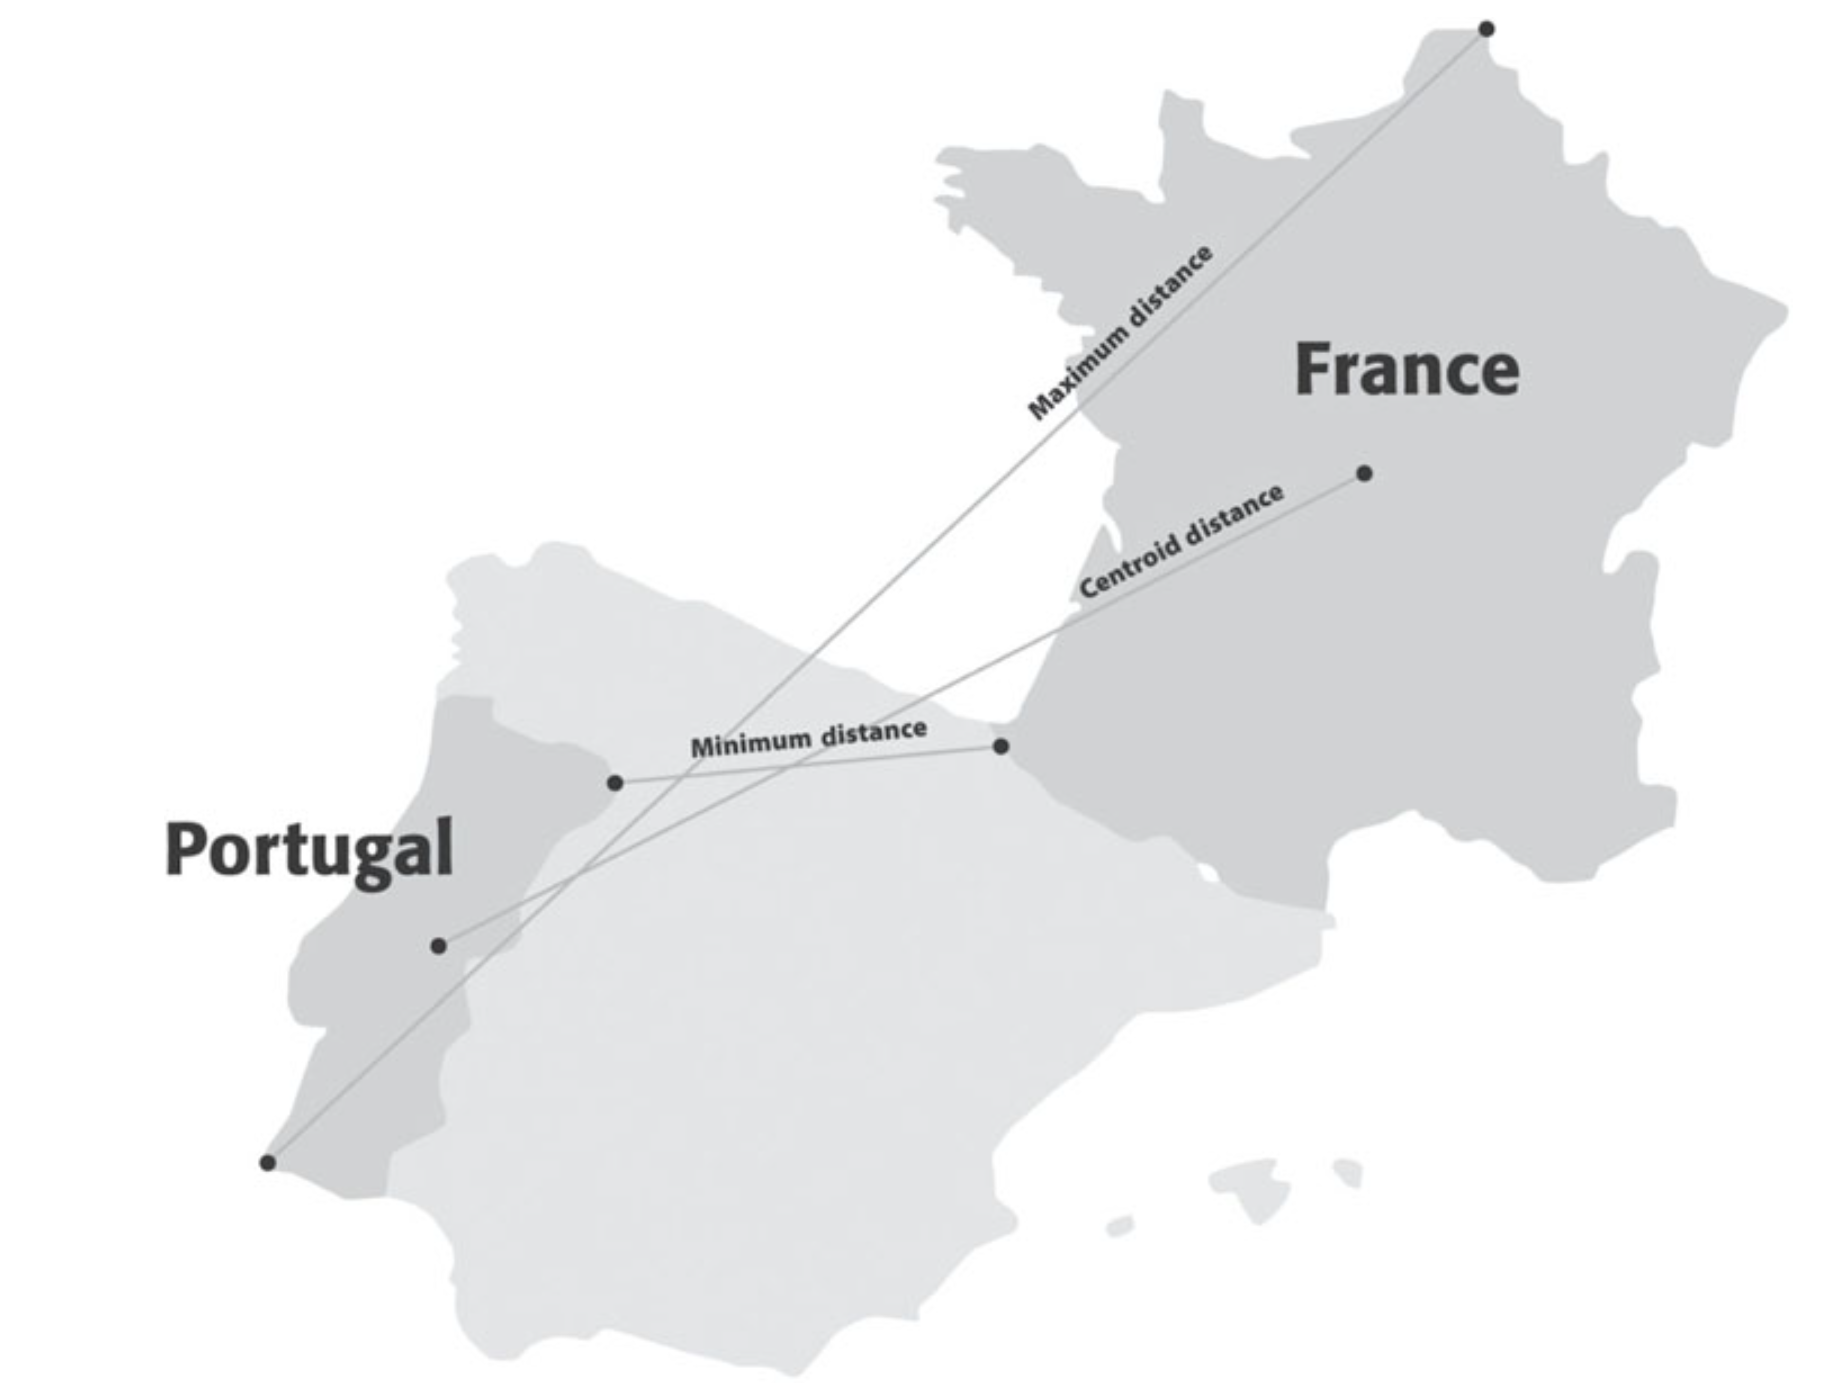 Maximum distance
France
Centroid distance
Minimum distance
Portugal